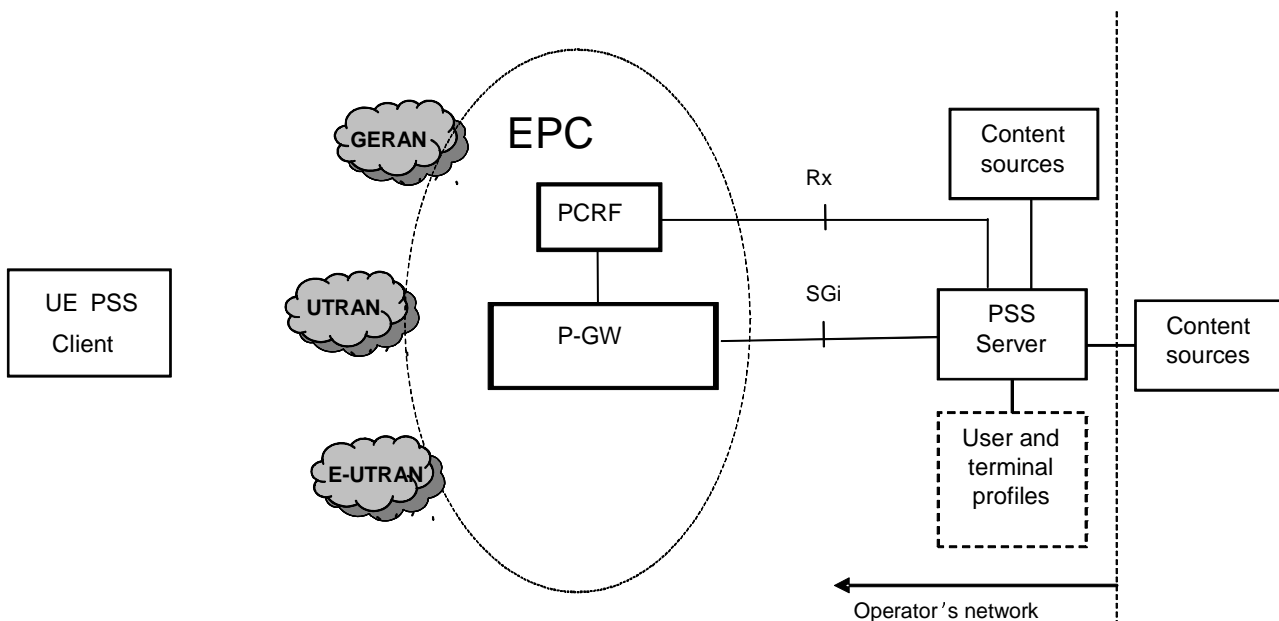 GERAN
EPC
Content
sources
Rx
PCRF
UE PSS
Client
UTRAN
SGi
P-GW
PSS
Server
Content
sources
E-UTRAN
User and
terminal
profiles
Operator's network